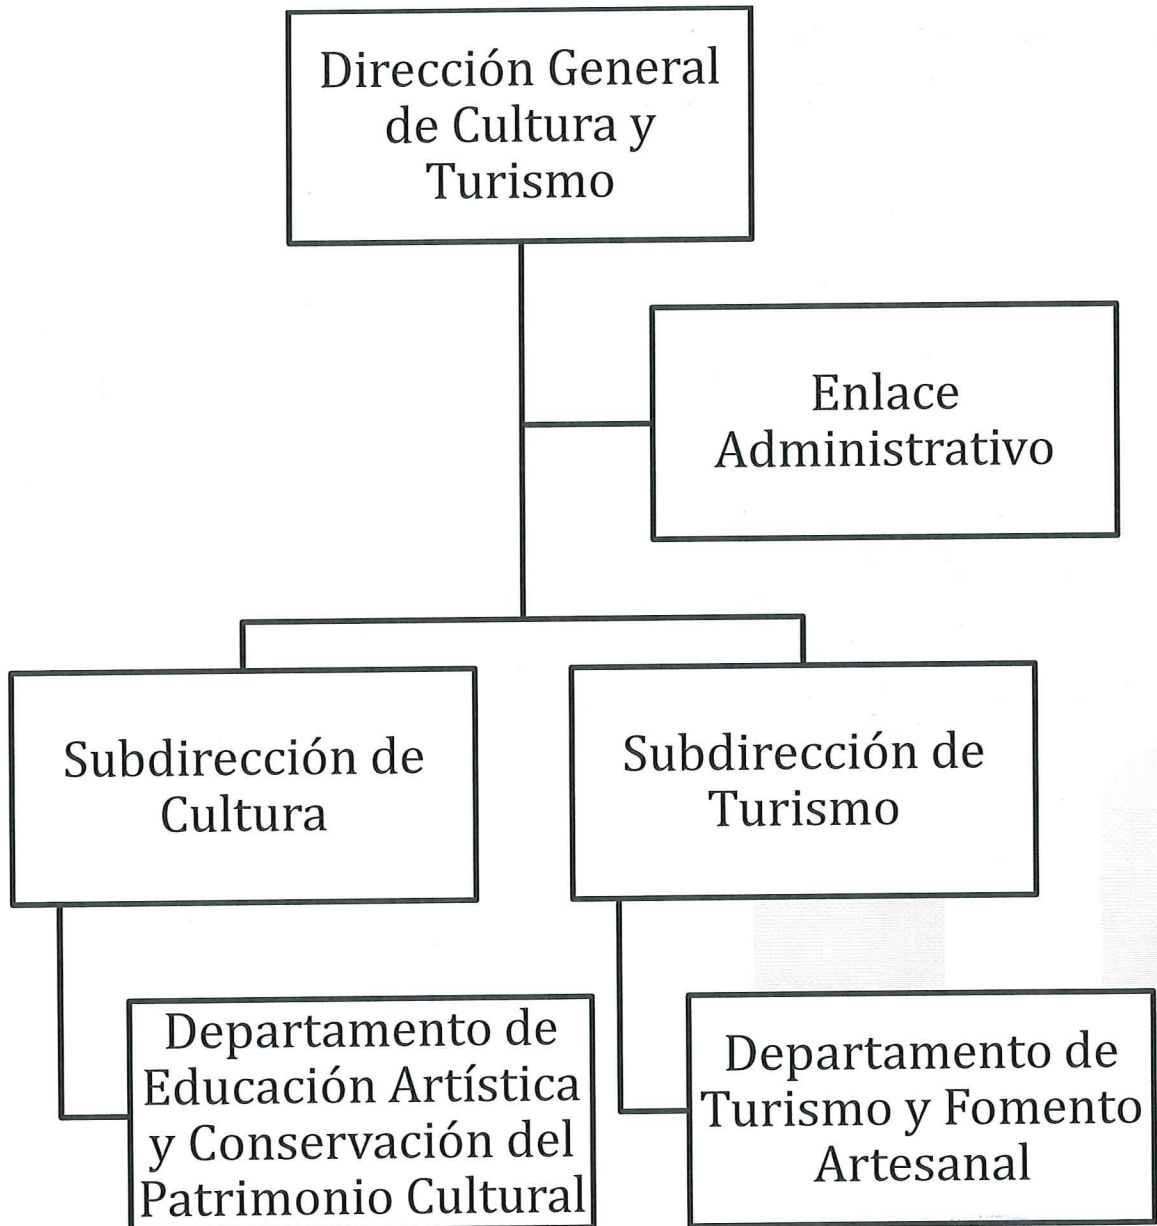 Dirección General
de Cultura y
Turismo
Enlace
Administrativo
Subdirección de
Cultura
Subdirección de
Turismo
Departamento de
Educación Artística
y Conservación del
Patrimonio Cultural
Departamento de
Turismo y Fomento
Artesanal